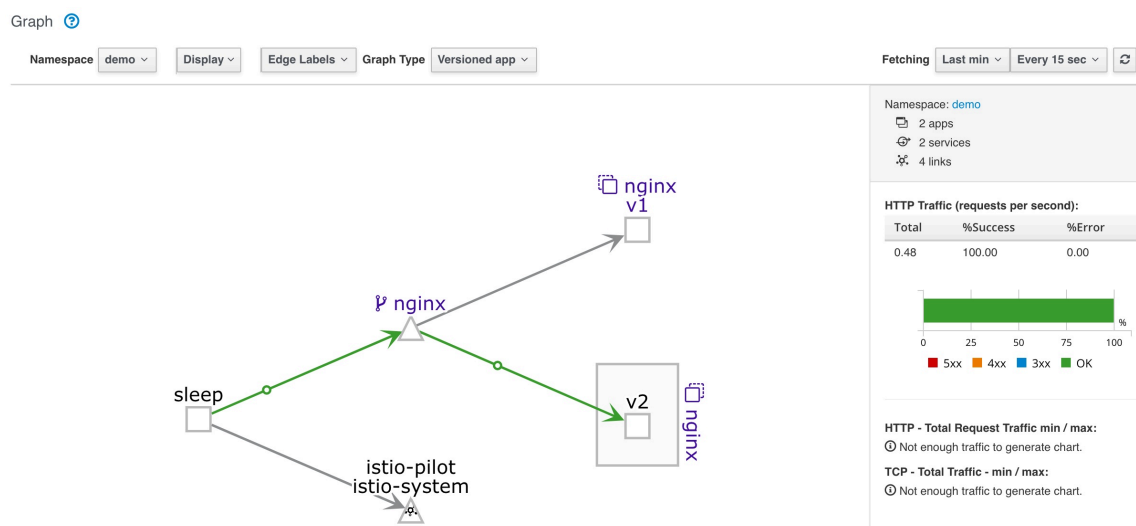 Graph
Namespace demo Display Edge Labels Graph Type Versioned app Fetching Last min Every 15 sec
Namespace: demo
2 apps
2 services
4 links
HTTP Traffic (requests per second):
Total %Success %Error
0.48 100.00 0.00
%
0 25 50 75 100
5xx 4xx 3xx OK
HTTP - Total Request Traffic min / max:
Not enough traffic to generate chart.
TCP - Total Traffic - min / max:
Not enough traffic to generate chart.
nginx
v1
nginx
sleep
v2
nginx
istio-pilot
istio-system